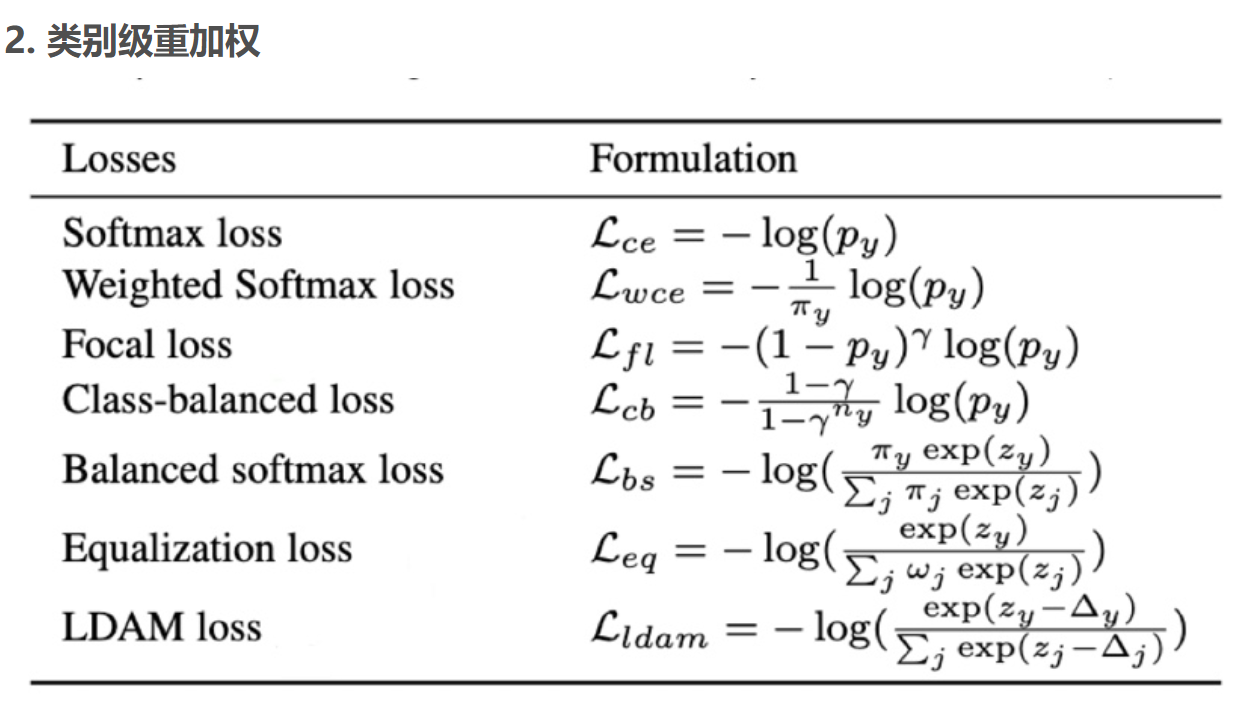 2. 类别级重加权
Losses Formulation
Softmax loss $\mathcal{L}_{ce} = -\log(p_y)$
Weighted Softmax loss $\mathcal{L}_{wce} = -\frac{1}{\pi_y}\log(p_y)$
Focal loss $\mathcal{L}_{fl} = -(1-p_y)^{\gamma}\log(p_y)$
Class-balanced loss $\mathcal{L}_{cb} = -\frac{1-\gamma}{1-\gamma^{n_y}}\log(p_y)$
Balanced softmax loss $\mathcal{L}_{bs} = -\log(\frac{\pi_y \exp(z_y)}{\sum_j \pi_j \exp(z_j)})$
Equalization loss $\mathcal{L}_{eq} = -\log(\frac{\exp(z_y)}{\sum_j \omega_j \exp(z_j)})$
LDAM loss $\mathcal{L}_{ldam} = -\log(\frac{\exp(z_y-\Delta_y)}{\sum_j \exp(z_j-\Delta_j)})$